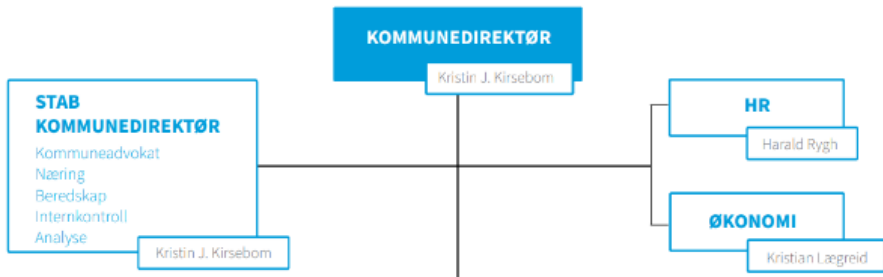 KOMMUNEDIREKTØR
Kristin J. Kirsebom
STAB
KOMMUNEDIREKTØR
Kommuneadvokat
Næring
Beredskap
Internkontroll
Analyse
Kristin J. Kirsebom
HR
Harald Rygh
ØKONOMI
Kristian Lægreid